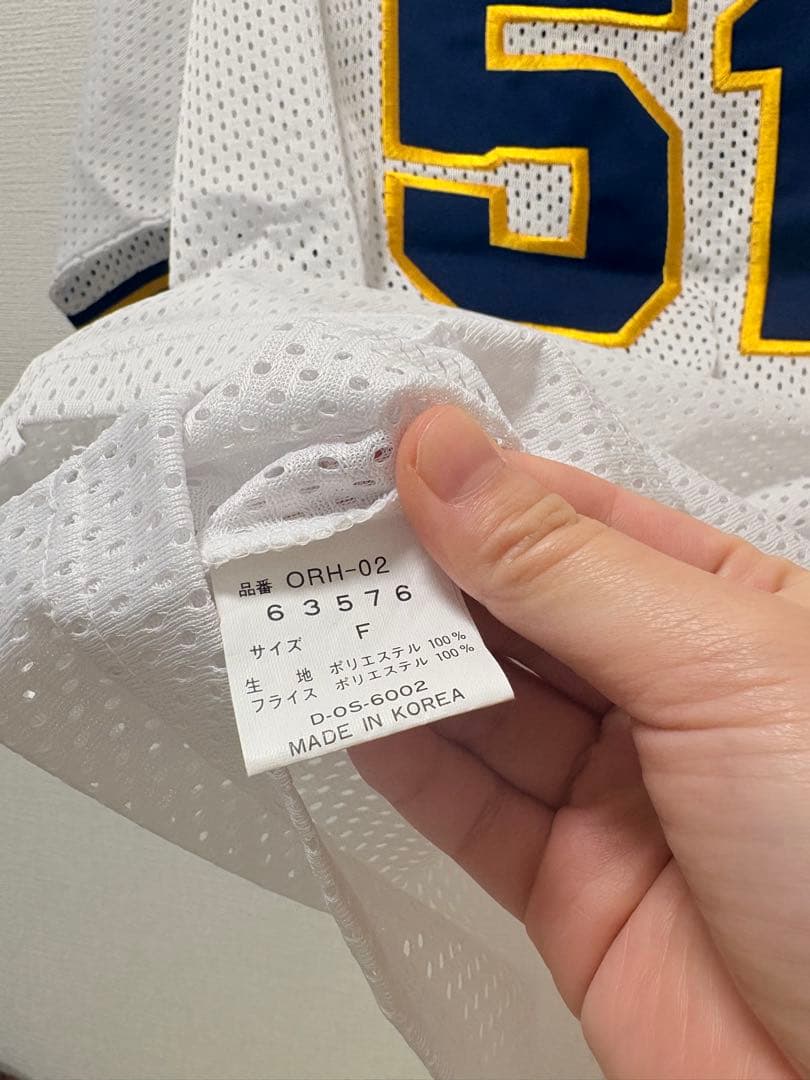 51
品番 ORH-02
63576
サイズ F
生地 ポリエステル 100%
フライス ポリエステル 100%
D-OS-6002
MADE IN KOREA